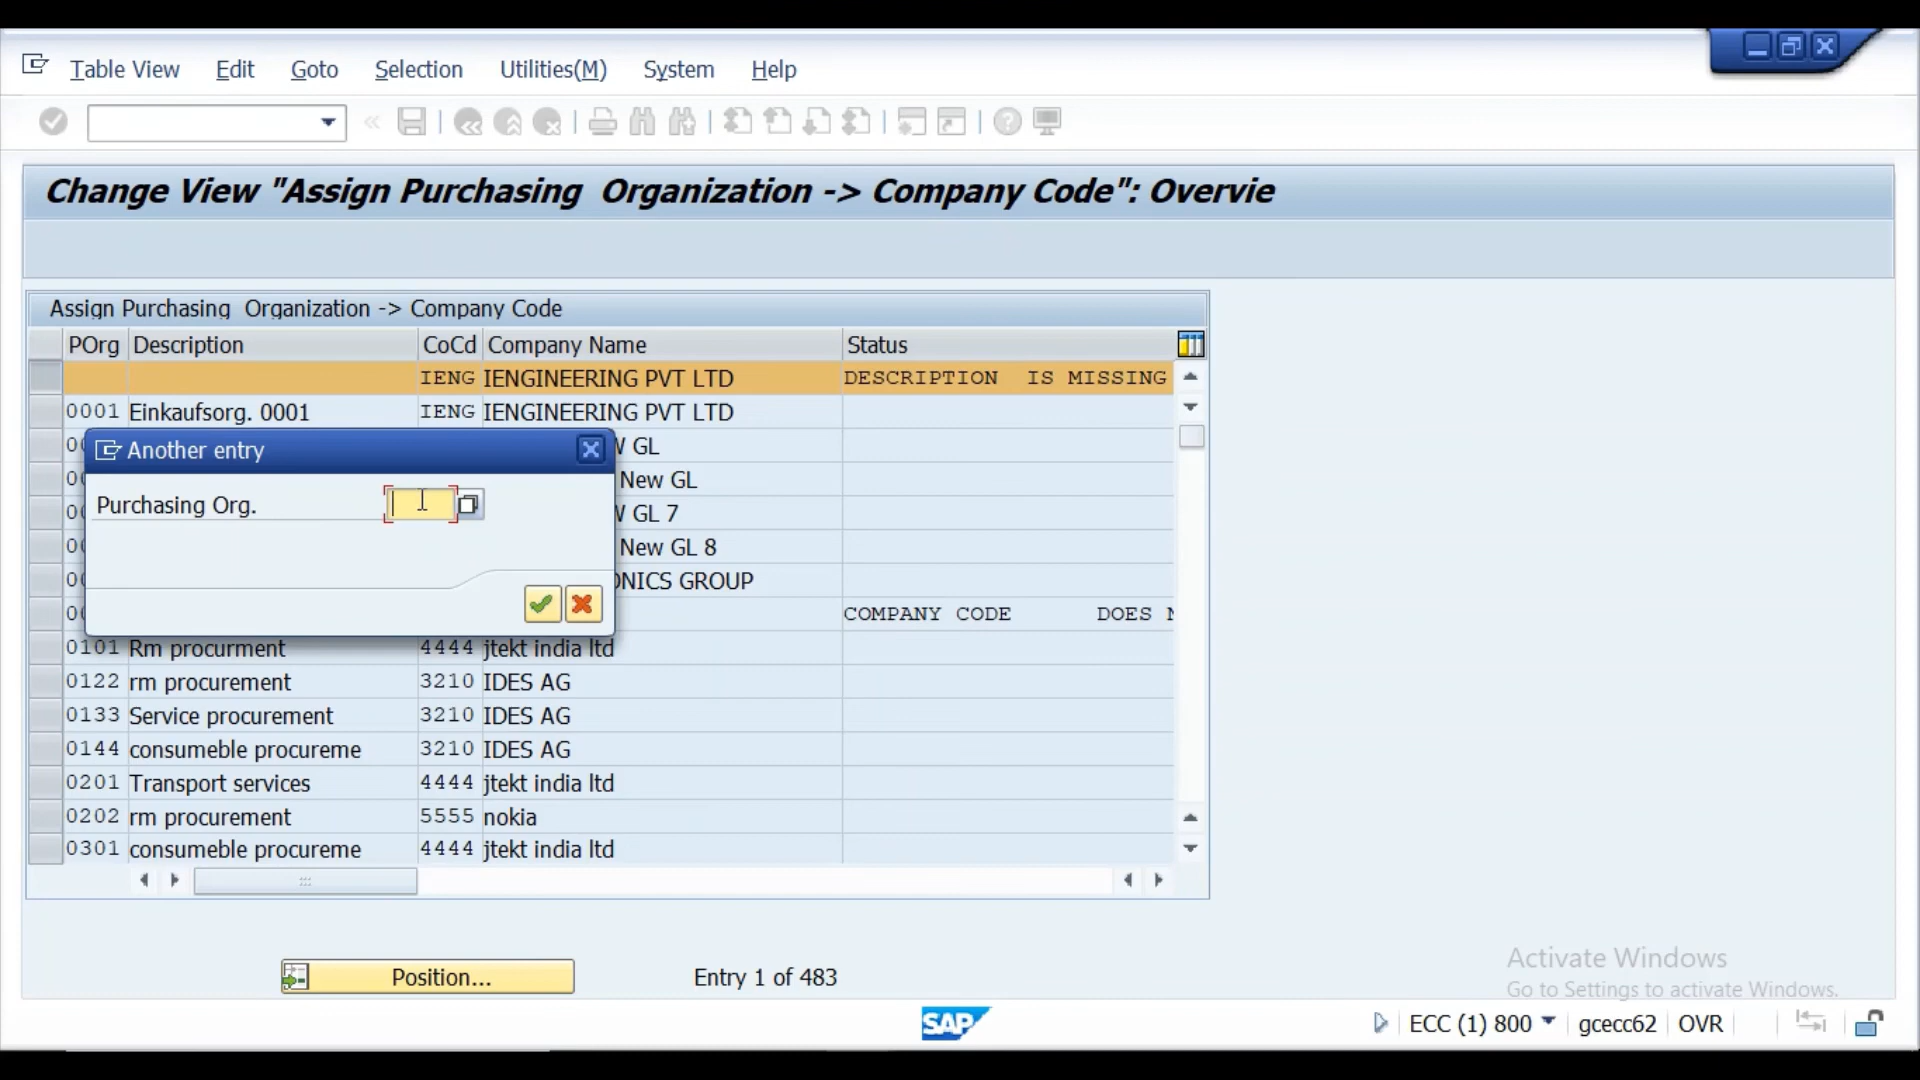 Table View Edit Goto Selection Utilities(M) System Help
Change View "Assign Purchasing Organization -> Company Code": Overvie
Assign Purchasing Organization -> Company Code
POrg Description CoCd Company Name Status
IENG IENGINEERING PVT LTD DESCRIPTION IS MISSING
0001 Einkaufsorg. 0001 IENG IENGINEERING PVT LTD
Another entry
GL
New GL
GL 7
New GL 8
ONICS GROUP
COMPANY CODE DOES
Purchasing Org.
0101 Rm procurment 4444 jtekt india ltd
0122 rm procurement 3210 IDES AG
0133 Service procurement 3210 IDES AG
0144 consumeble procureme 3210 IDES AG
0201 Transport services 4444 jtekt india ltd
0202 rm procurement 5555 nokia
0301 consumeble procureme 4444 jtekt india ltd
Position... Entry 1 of 483
Activate Windows
Go to Settings to activate Windows.
SAP ECC (1) 800 gcecc62 OVR